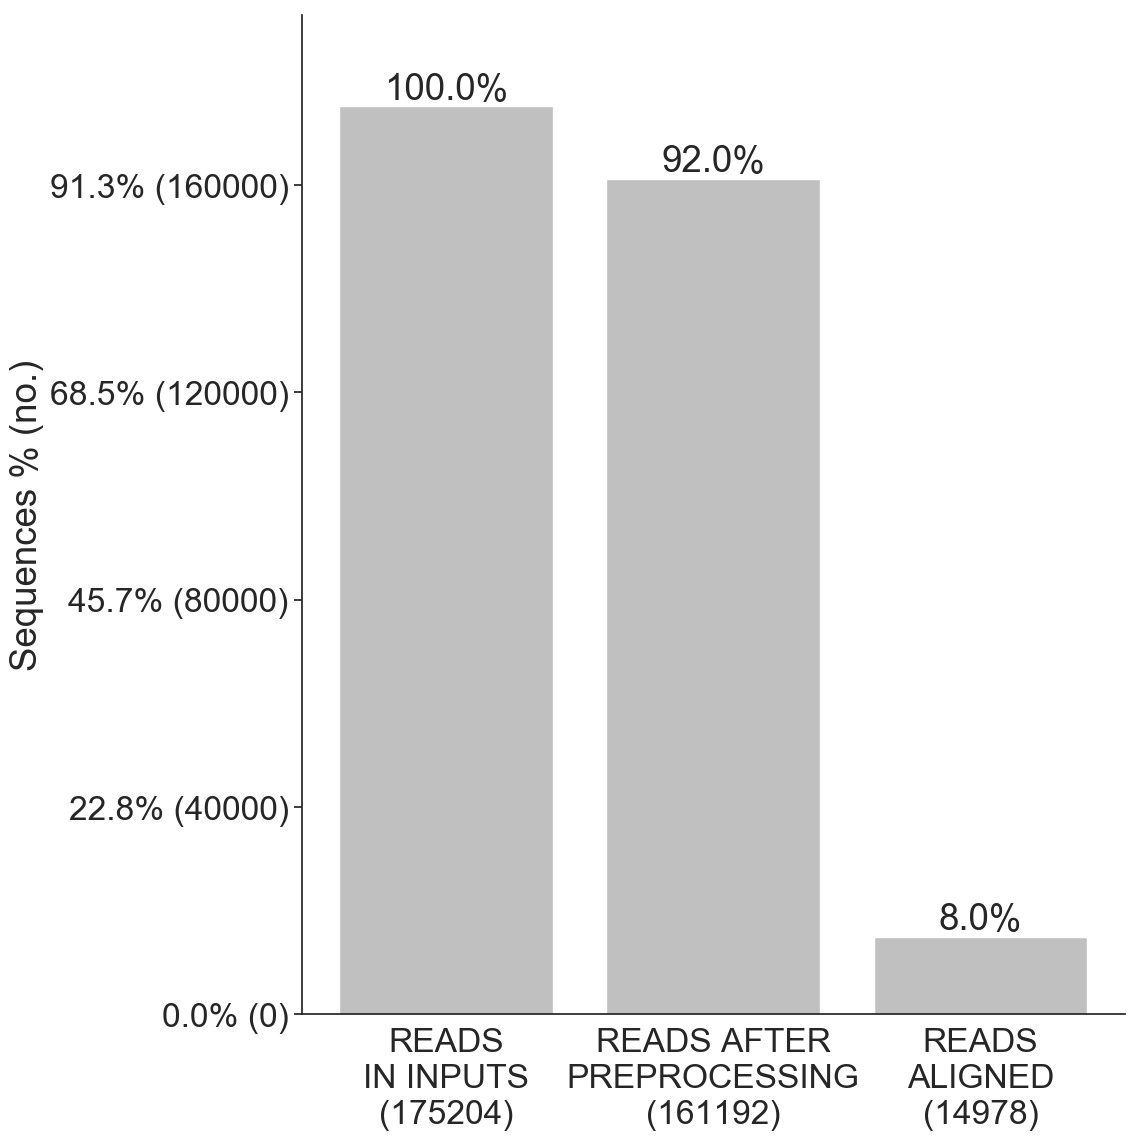 100.0%
92.0%
91.3% (160000)
68.5% (120000)
Sequences % (no.)
45.7% (80000)
22.8% (40000)
8.0%
0.0% (0)
READS
IN INPUTS
(175204)
READS AFTER
PREPROCESSING
(161192)
READS
ALIGNED
(14978)